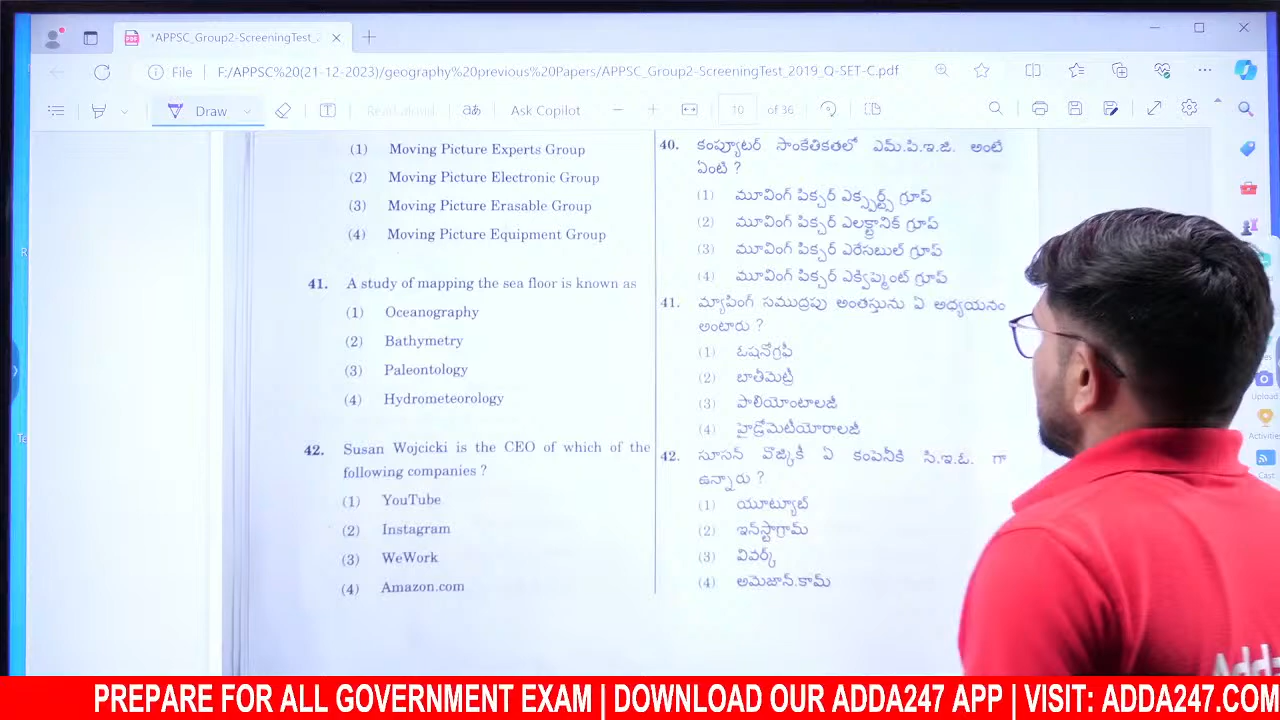 *APPSC_Group2-ScreeningTest_2
File
F:/APPSC%20(21-12-2023)/geography%20previous%20Papers/APPSC_Group2-ScreeningTest_2019_Q-SET-C.pdf
Draw
Read aloud
Ask Copilot
10 of 36
(1) Moving Picture Experts Group
(2) Moving Picture Electronic Group
(3) Moving Picture Erasable Group
(4) Moving Picture Equipment Group
41. A study of mapping the sea floor is known as
(1) Oceanography
(2) Bathymetry
(3) Paleontology
(4) Hydrometeorology
42. Susan Wojcicki is the CEO of which of the
following companies ?
(1) YouTube
(2) Instagram
(3) WeWork
(4) Amazon.com
40. కంప్యూటర్ సాంకేతికతలో ఎమ్.పి.ఇ.జి. అంటే
ఏంటి ?
(1) మూవింగ్ పిక్చర్ ఎక్స్పర్ట్స్ గ్రూప్
(2) మూవింగ్ పిక్చర్ ఎలక్ట్రానిక్ గ్రూప్
(3) మూవింగ్ పిక్చర్ ఎరేసబుల్ గ్రూప్
(4) మూవింగ్ పిక్చర్ ఎక్విప్మెంట్ గ్రూప్
41. మ్యాపింగ్ సముద్రపు అంతస్తును ఏ అధ్యయనం
అంటారు ?
(1) ఓషనోగ్రఫీ
(2) బాతీమెట్రీ
(3) పాలియోంటాలజీ
(4) హైడ్రోమెటీయోరాలజీ
42. సూసన్ వొజ్కికీ ఏ కంపెనీకి సి.ఇ.ఓ. గా
ఉన్నారు ?
(1) యూట్యూబ్
(2) ఇన్‌స్టాగ్రామ్
(3) వివర్క్
(4) అమెజాన్.కామ్
Upload
Activities
Cast
Adda
PREPARE FOR ALL GOVERNMENT EXAM | DOWNLOAD OUR ADDA247 APP | VISIT: ADDA247.COM